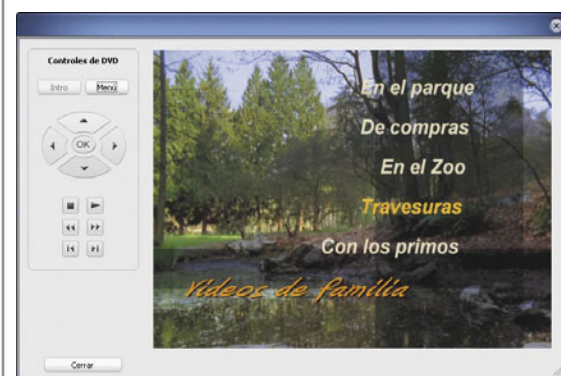 Controles de DVD
Intro
Menú
OK
En el parque
De compras
En el Zoo
Travesuras
Con los primos
Videos de familia
Cerrar